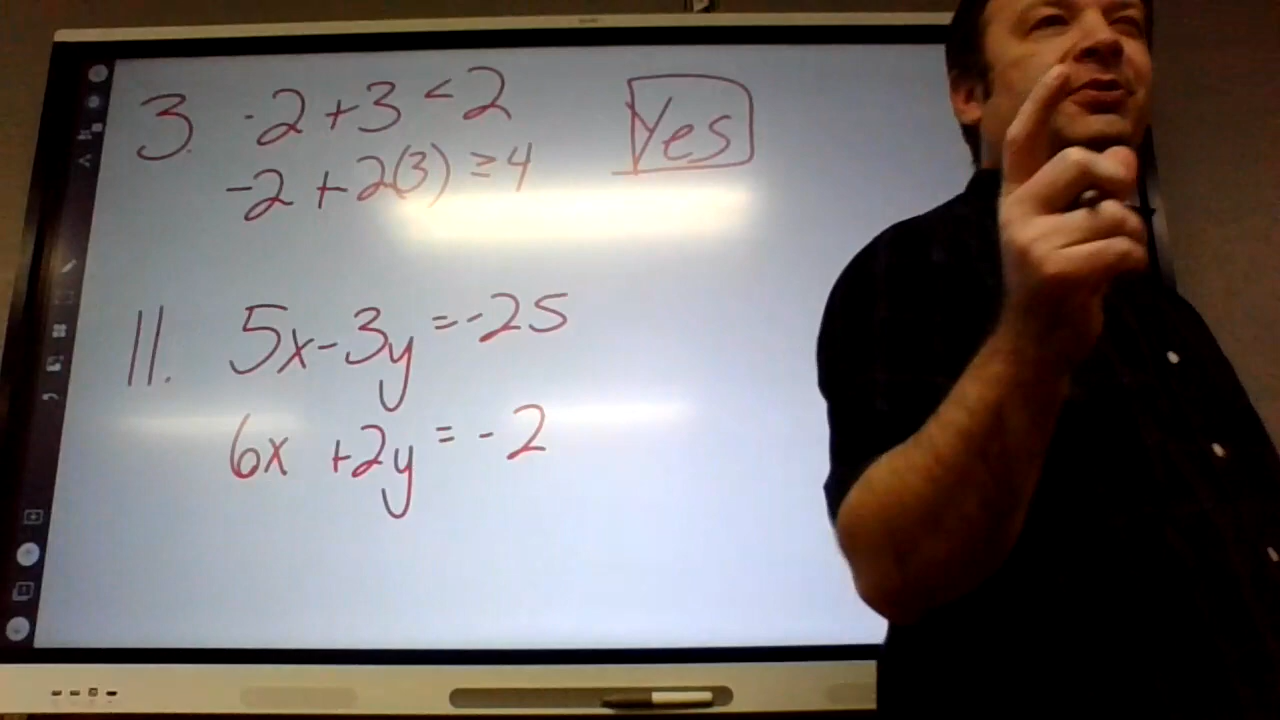 3. -2 + 3 < 2
-2 + 2(3) ≥ 4
Yes
11. 5x - 3y = -25
6x + 2y = -2